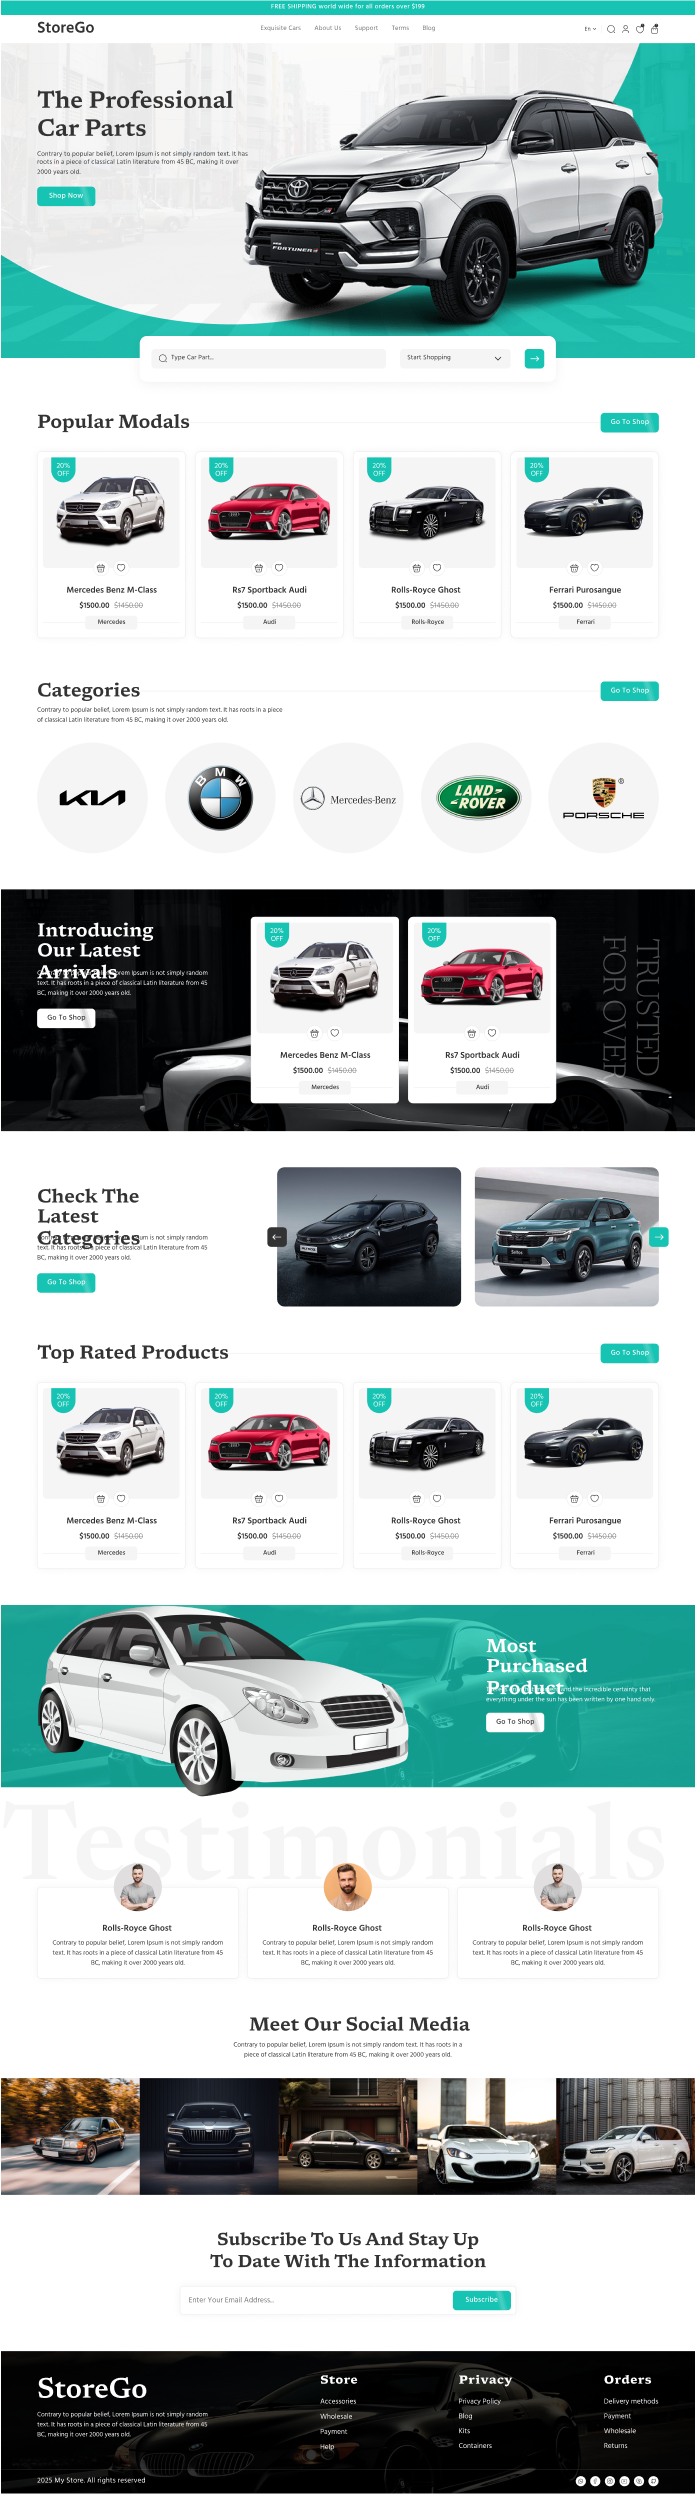 FREE SHIPPING world wide for all orders over $199
StoreGo
Exquisite Cars
About Us
Support
Terms
Blog
En
The Professional
Car Parts
Contrary to popular belief, Lorem Ipsum is not simply random text. It has
roots in a piece of classical Latin literature from 45 BC, making it over
2000 years old.
Shop Now
FORTUNER
Type Car Part...
Start Shopping
Popular Modals
Go To Shop
20%
OFF
20%
OFF
20%
OFF
20%
OFF
Mercedes Benz M-Class
$1500.00 $1450.00
Mercedes
Rs7 Sportback Audi
$1500.00 $1450.00
Audi
Rolls-Royce Ghost
$1500.00 $1450.00
Rolls-Royce
Ferrari Purosangue
$1500.00 $1450.00
Ferrari
Categories
Go To Shop
Contrary to popular belief, Lorem Ipsum is not simply random text. It has roots in a piece
of classical Latin literature from 45 BC, making it over 2000 years old.
KIA
BMW
Mercedes-Benz
LAND-
ROVER
®
PORSCHE
Introducing
Our Latest
Arrivals
Lorem Ipsum is not simply random
text. It has roots in a piece of classical Latin literature from 45
BC, making it over 2000 years old.
Go To Shop
20%
OFF
Mercedes Benz M-Class
$1500.00 $1450.00
Mercedes
20%
OFF
Rs7 Sportback Audi
$1500.00 $1450.00
Audi
TRUSTED
FOR OVER
Check The
Latest
Categories
Ipsum is not simply random
text. It has roots in a piece of classical Latin literature from 45
BC, making it over 2000 years old.
Go To Shop
Seltos
Top Rated Products
Go To Shop
20%
OFF
20%
OFF
20%
OFF
20%
OFF
Mercedes Benz M-Class
$1500.00 $1450.00
Mercedes
Rs7 Sportback Audi
$1500.00 $1450.00
Audi
Rolls-Royce Ghost
$1500.00 $1450.00
Rolls-Royce
Ferrari Purosangue
$1500.00 $1450.00
Ferrari
Most
Purchased
Product
and the incredible certainty that
everything under the sun has been written by one hand only.
Go To Shop
Testimonials
Rolls-Royce Ghost
Contrary to popular belief, Lorem Ipsum is not simply random
text. It has roots in a piece of classical Latin literature from 45
BC, making it over 2000 years old.
Rolls-Royce Ghost
Contrary to popular belief, Lorem Ipsum is not simply random
text. It has roots in a piece of classical Latin literature from 45
BC, making it over 2000 years old.
Rolls-Royce Ghost
Contrary to popular belief, Lorem Ipsum is not simply random
text. It has roots in a piece of classical Latin literature from 45
BC, making it over 2000 years old.
Meet Our Social Media
Contrary to popular belief, Lorem Ipsum is not simply random text. It has roots in a
piece of classical Latin literature from 45 BC, making it over 2000 years old.
Subscribe To Us And Stay Up
To Date With The Information
Enter Your Email Address...
Subscribe
StoreGo
Contrary to popular belief, Lorem Ipsum is not simply random
text. It has roots in a piece of classical Latin literature from 45
BC, making it over 2000 years old.
Store
Accessories
Wholesale
Payment
Help
Privacy
Privacy Policy
Blog
Kits
Containers
Orders
Delivery methods
Payment
Wholesale
Returns
2025 My Store. All rights reserved